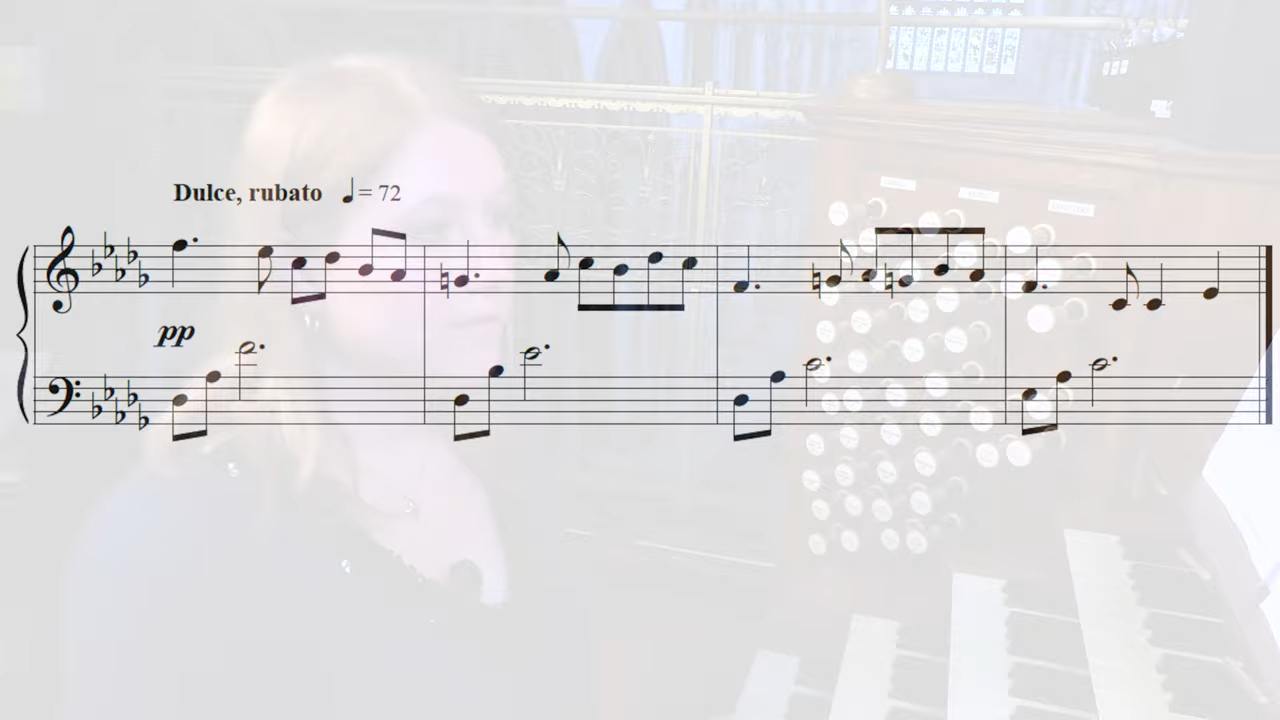 Dulce, rubato ♩= 72
pp